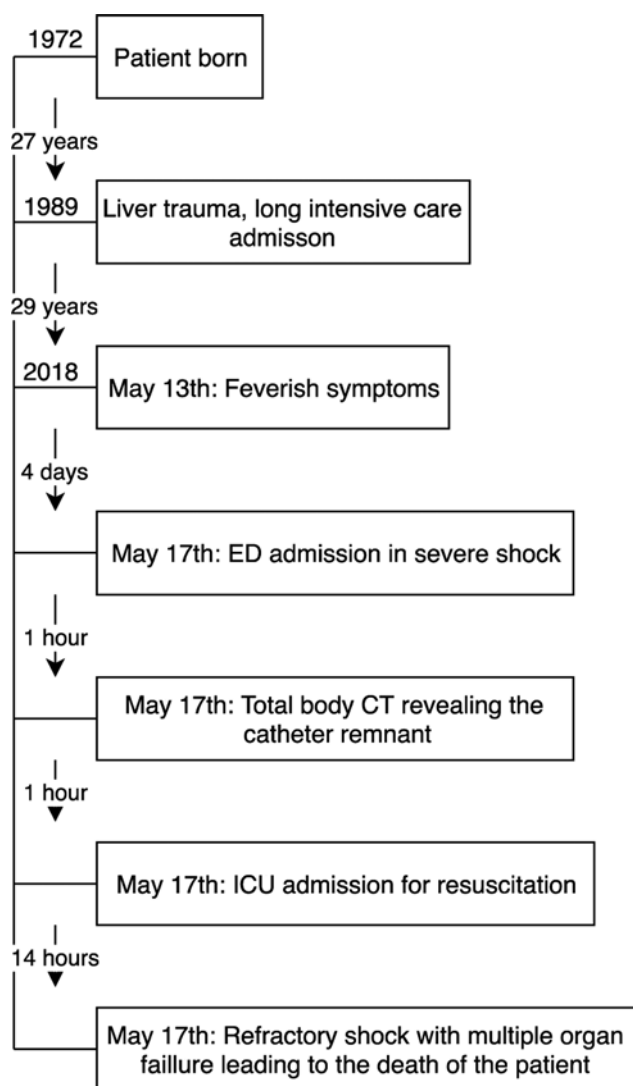 1972
Patient born
27 years
1989
Liver trauma, long intensive care
admisson
29 years
2018
May 13th: Feverish symptoms
4 days
May 17th: ED admission in severe shock
1 hour
May 17th: Total body CT revealing the
catheter remnant
1 hour
May 17th: ICU admission for resuscitation
14 hours
May 17th: Refractory shock with multiple organ
faillure leading to the death of the patient